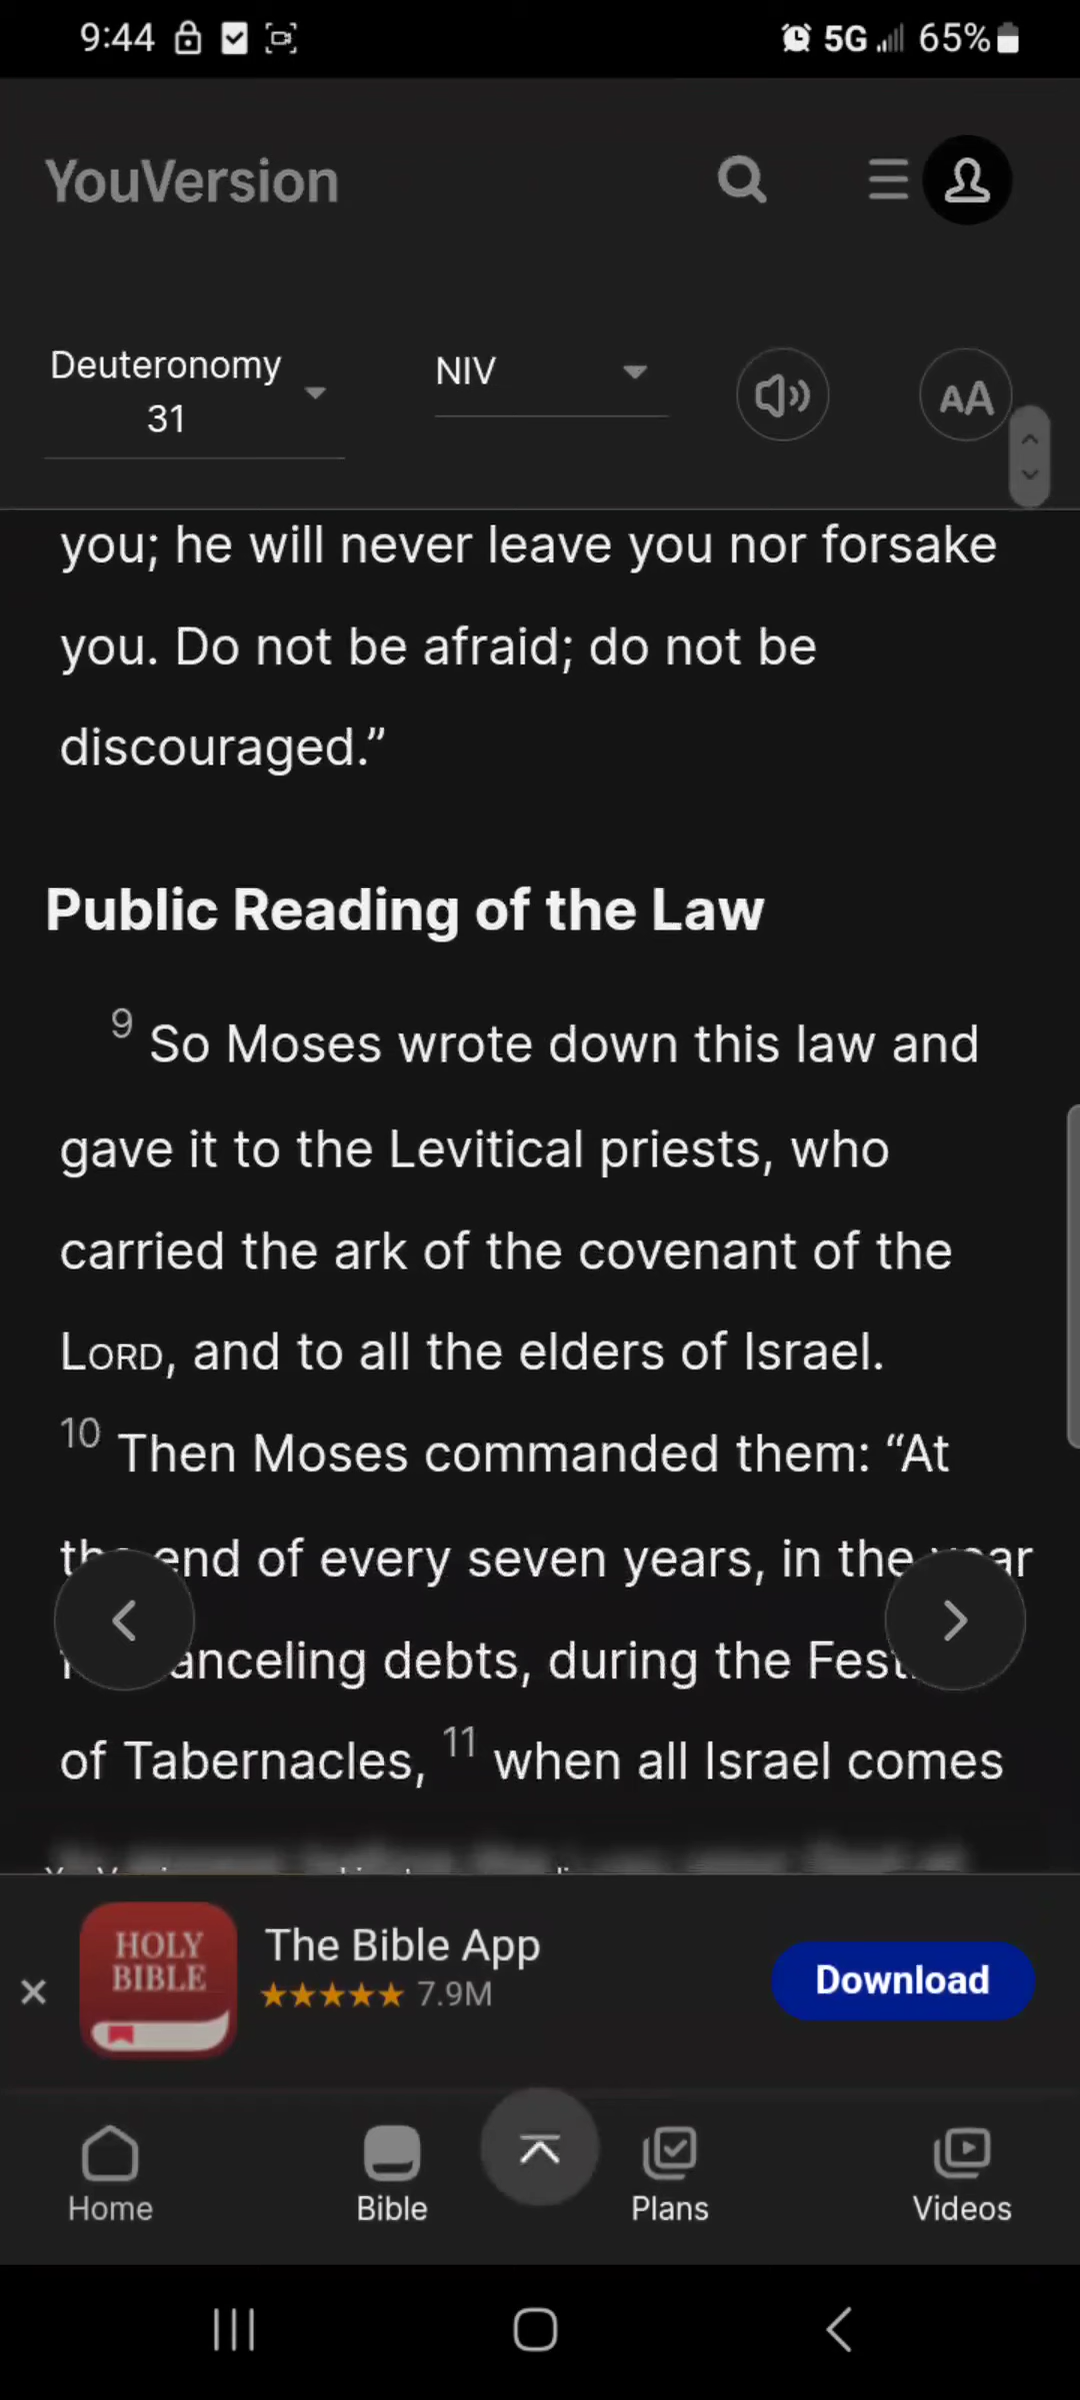 9:44 5G 65%
YouVersion
Deuteronomy
31
NIV
AA
you; he will never leave you nor forsake
you. Do not be afraid; do not be
discouraged.”
Public Reading of the Law
9 So Moses wrote down this law and
gave it to the Levitical priests, who
carried the ark of the covenant of the
LORD, and to all the elders of Israel.
10 Then Moses commanded them: “At
end of every seven years, in the
debts, during the
of Tabernacles, 11 when all Israel comes
HOLY
BIBLE
The Bible App
7.9M
Download
Home
Bible
Plans
Videos